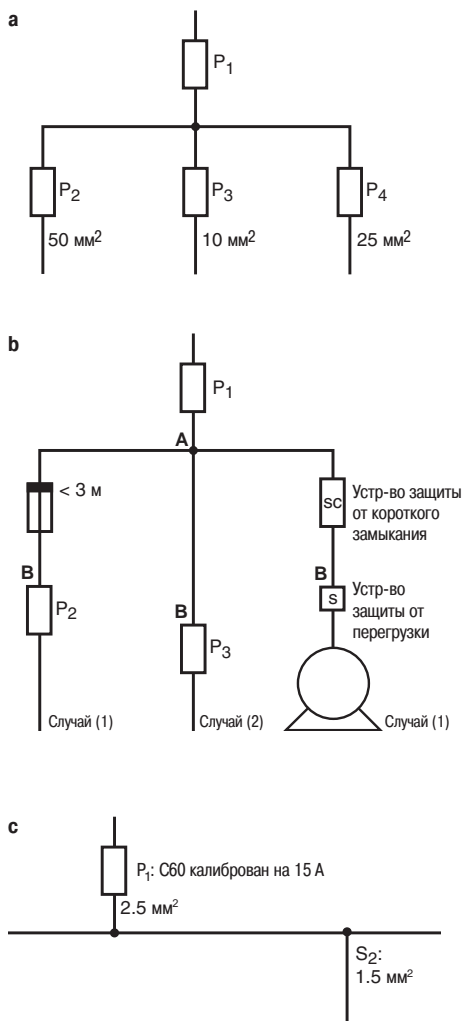 a
P1
P2
P3
P4
50 мм²
10 мм²
25 мм²
b
P1
A
< 3 м
SC
Устр-во защиты
от короткого
замыкания
B
P2
B
P3
B
S
Устр-во
защиты от
перегрузки
Случай (1)
Случай (2)
Случай (1)
c
P1: C60 калиброван на 15 A
2.5 мм²
S2:
1.5 мм²